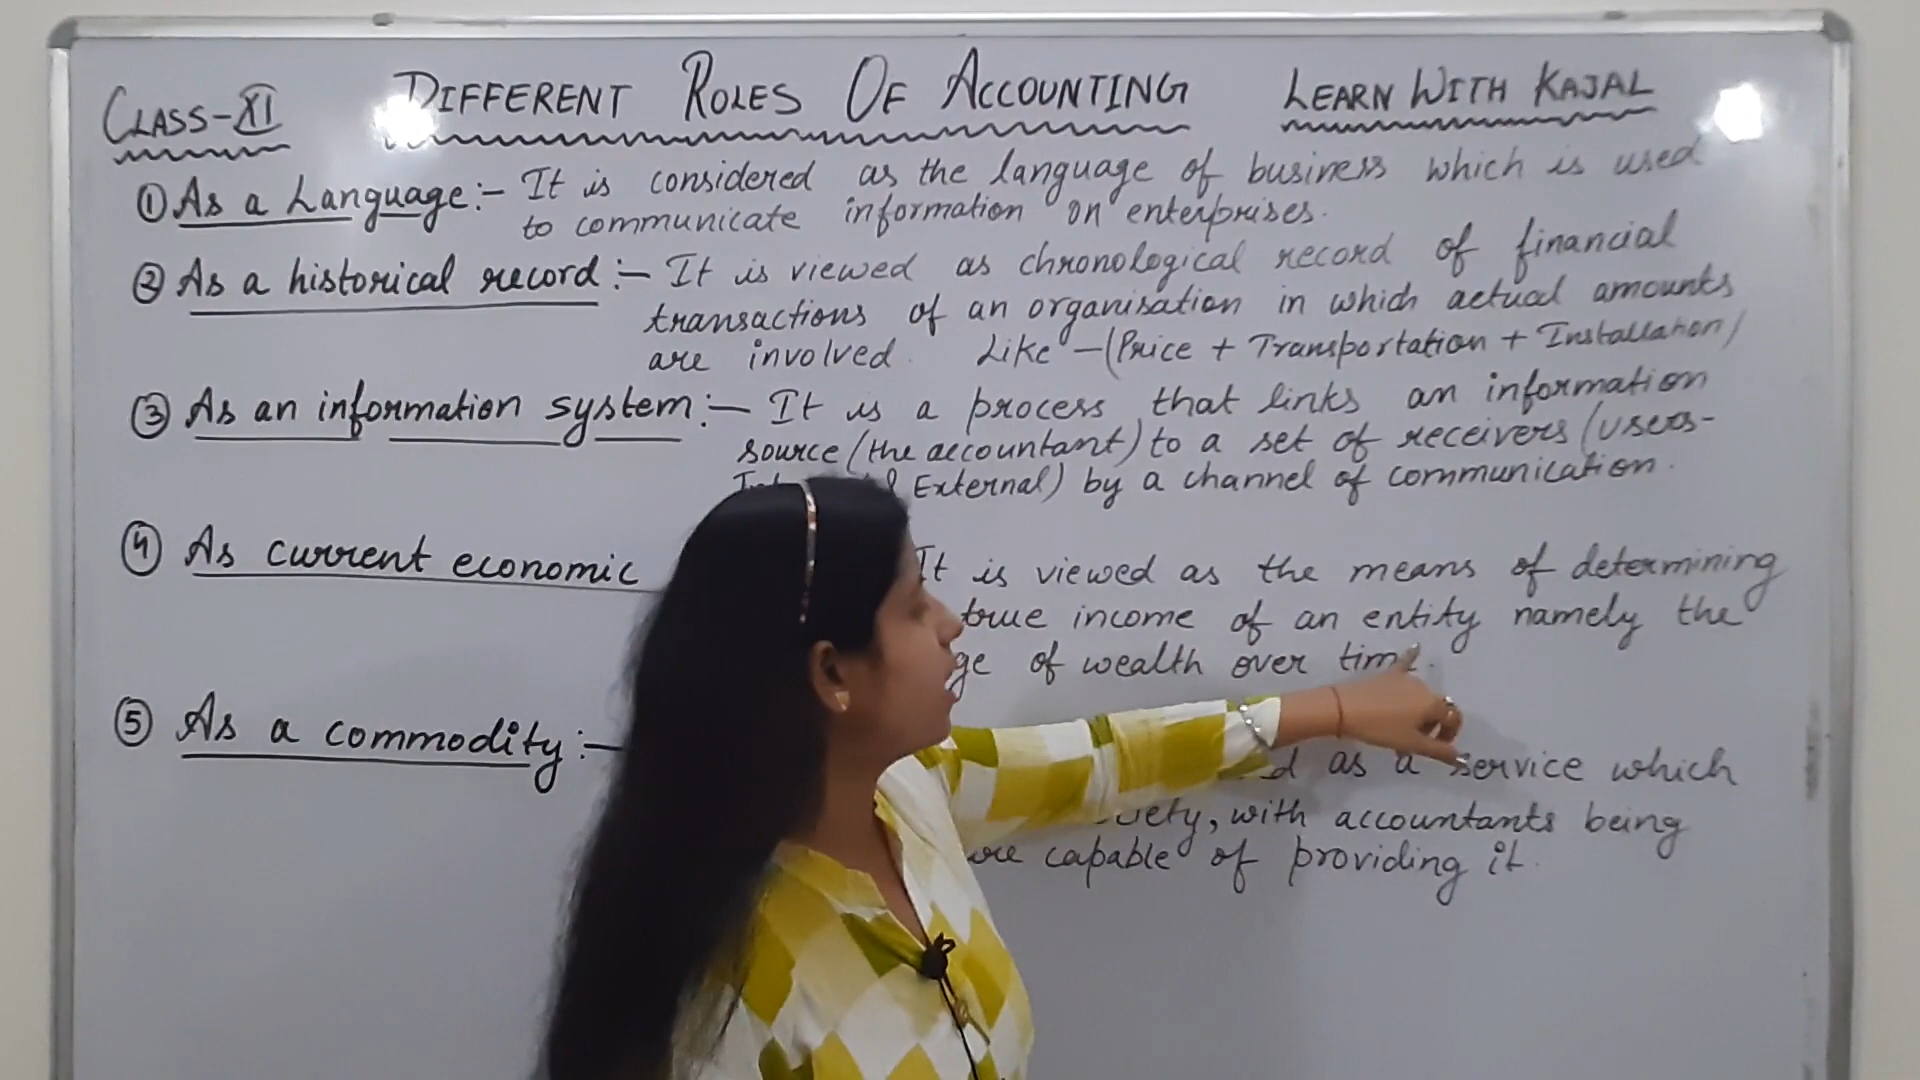 CLASS-XI DIFFERENT ROLES OF ACCOUNTING LEARN WITH KAJAL
① As a Language:- It is considered as the language of business which is used
to communicate information on enterprises.
② As a historical record:- It is viewed as chronological record of financial
transactions of an organisation in which actual amounts
are involved. Like -(Price + Transportation + Installation)
③ As an information system:- It is a process that links an information
source (the accountant) to a set of receivers (users-
External) by a channel of communication.
④ As current economic It is viewed as the means of determining
true income of an entity namely the
of wealth over time.
⑤ As a commodity:- as a service which
with accountants being
capable of providing it.